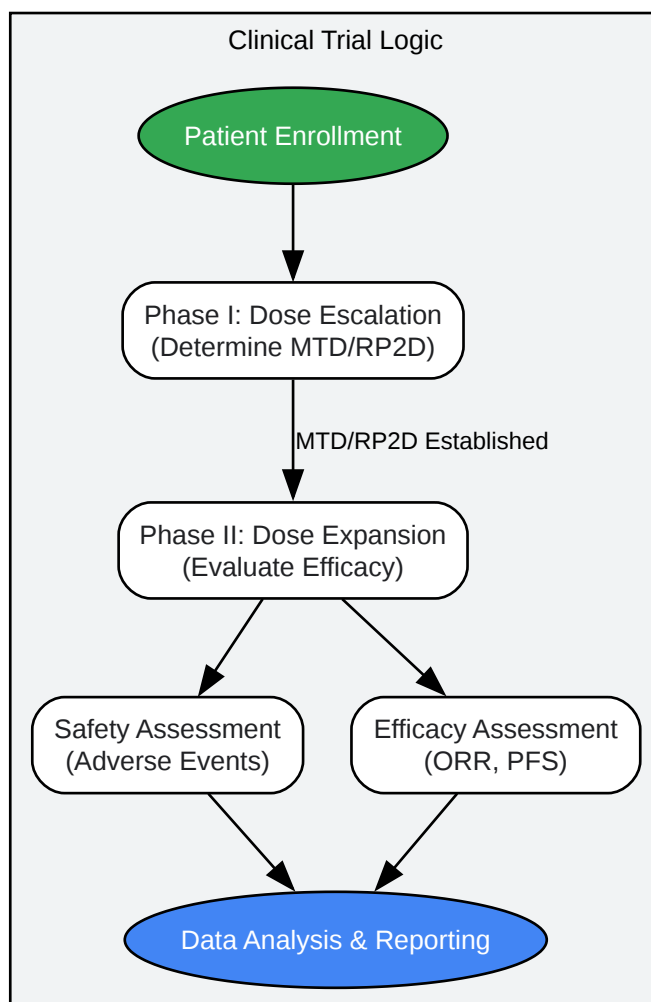 Clinical Trial Logic
Patient Enrollment
Phase I: Dose Escalation
(Determine MTD/RP2D)
MTD/RP2D Established
Phase II: Dose Expansion
(Evaluate Efficacy)
Safety Assessment
(Adverse Events)
Efficacy Assessment
(ORR, PFS)
Data Analysis & Reporting